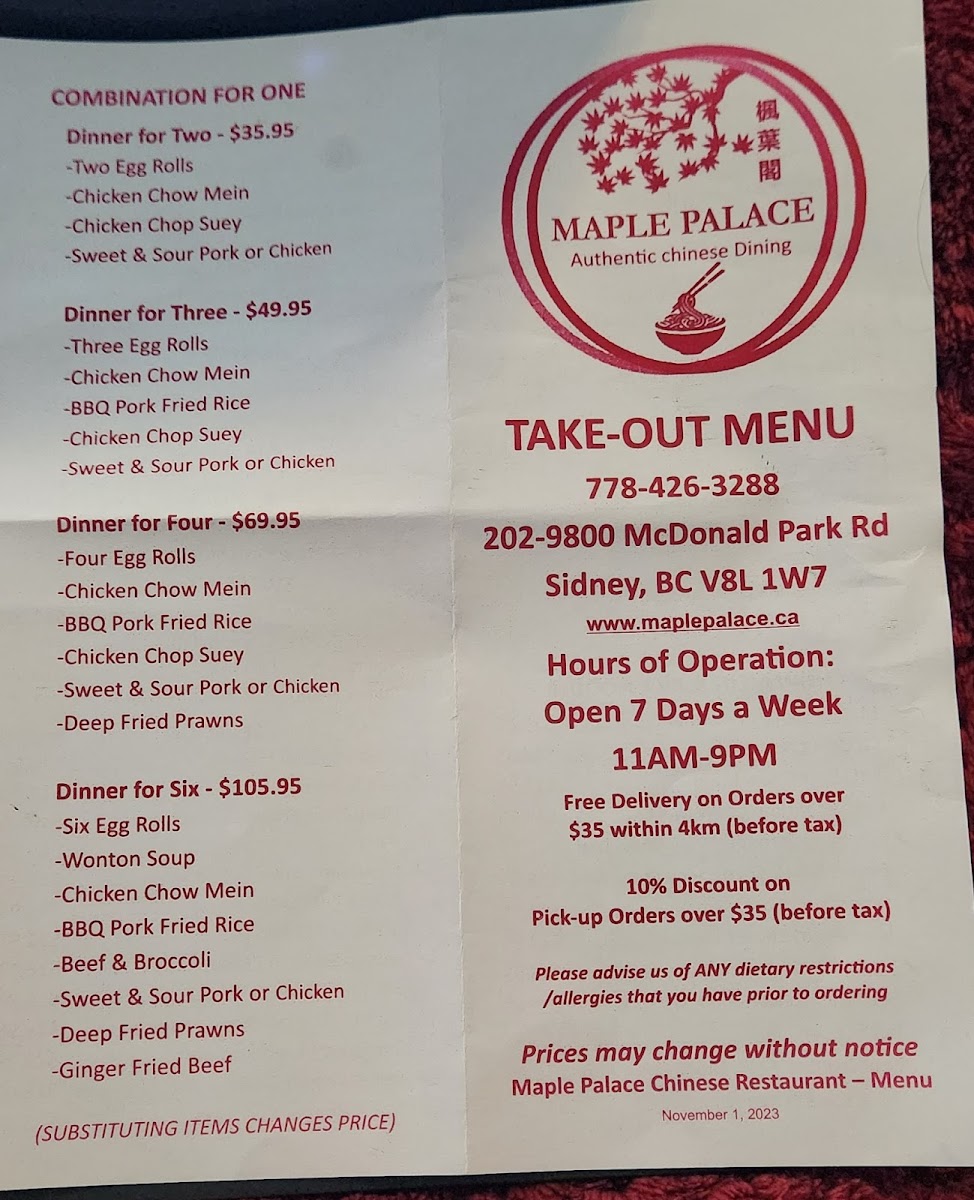 COMBINATION FOR ONE
Dinner for Two - $35.95
-Two Egg Rolls
-Chicken Chow Mein
-Chicken Chop Suey
-Sweet & Sour Pork or Chicken
Dinner for Three - $49.95
-Three Egg Rolls
-Chicken Chow Mein
-BBQ Pork Fried Rice
-Chicken Chop Suey
-Sweet & Sour Pork or Chicken
Dinner for Four - $69.95
-Four Egg Rolls
-Chicken Chow Mein
-BBQ Pork Fried Rice
-Chicken Chop Suey
-Sweet & Sour Pork or Chicken
-Deep Fried Prawns
Dinner for Six - $105.95
-Six Egg Rolls
-Wonton Soup
-Chicken Chow Mein
-BBQ Pork Fried Rice
-Beef & Broccoli
-Sweet & Sour Pork or Chicken
-Deep Fried Prawns
-Ginger Fried Beef
(SUBSTITUTING ITEMS CHANGES PRICE)
楓葉閣
MAPLE PALACE
Authentic chinese Dining
TAKE-OUT MENU
778-426-3288
202-9800 McDonald Park Rd
Sidney, BC V8L 1W7
www.maplepalace.ca
Hours of Operation:
Open 7 Days a Week
11AM-9PM
Free Delivery on Orders over
$35 within 4km (before tax)
10% Discount on
Pick-up Orders over $35 (before tax)
Please advise us of ANY dietary restrictions
/allergies that you have prior to ordering
Prices may change without notice
Maple Palace Chinese Restaurant – Menu
November 1, 2023